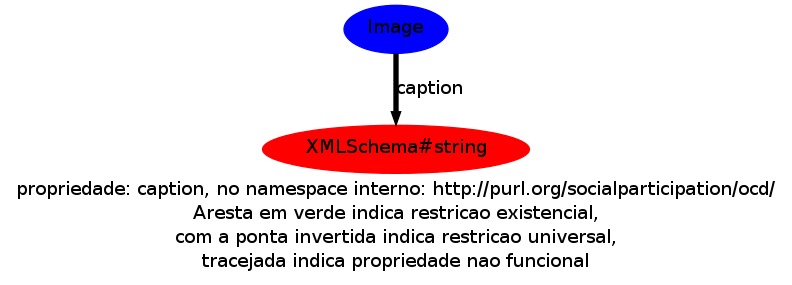 Image
caption
XMLSchema#string
propriedade: caption, no namespace interno: http://purl.org/socialparticipation/ocd/
Aresta em verde indica restricao existencial,
com a ponta invertida indica restricao universal,
tracejada indica propriedade nao funcional